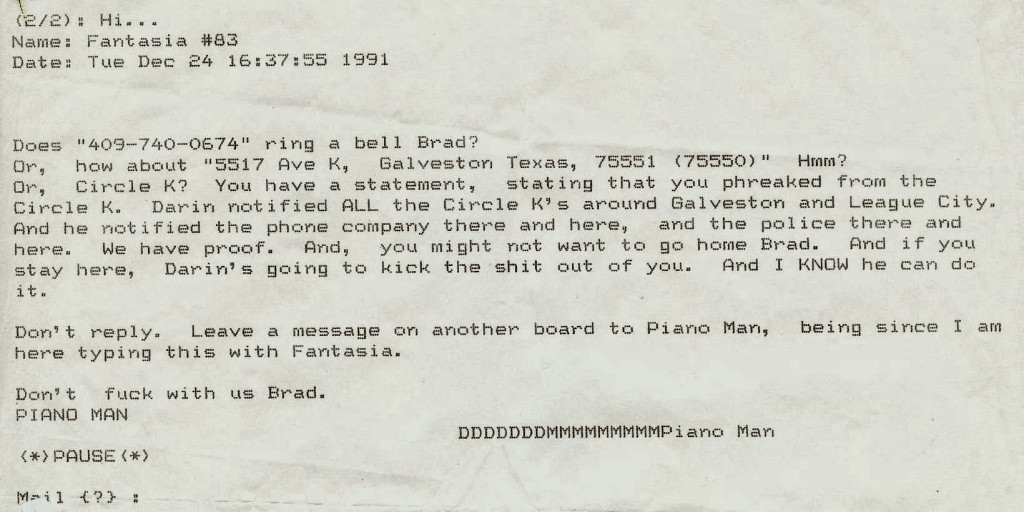 (2/2): Hi...
Name: Fantasia #83
Date: Tue Dec 24 16:37:55 1991
Does "409-740-0674" ring a bell Brad?
Or, how about "5517 Ave K, Galveston Texas, 75551 (75550)" Hmm?
Or, Circle K? You have a statement, stating that you phreaked from the
Circle K. Darin notified ALL the Circle K's around Galveston and League City.
And he notified the phone company there and here, and the police there and
here. We have proof. And, you might not want to go home Brad. And if you
stay here, Darin's going to kick the shit out of you. And I KNOW he can do
it.
Don't reply. Leave a message on another board to Piano Man, being since I am
here typing this with Fantasia.
Don't fuck with us Brad.
PIANO MAN
DDDDDDDMMMMMMMMMPiano Man
(*)PAUSE(*)
Mail {?} :